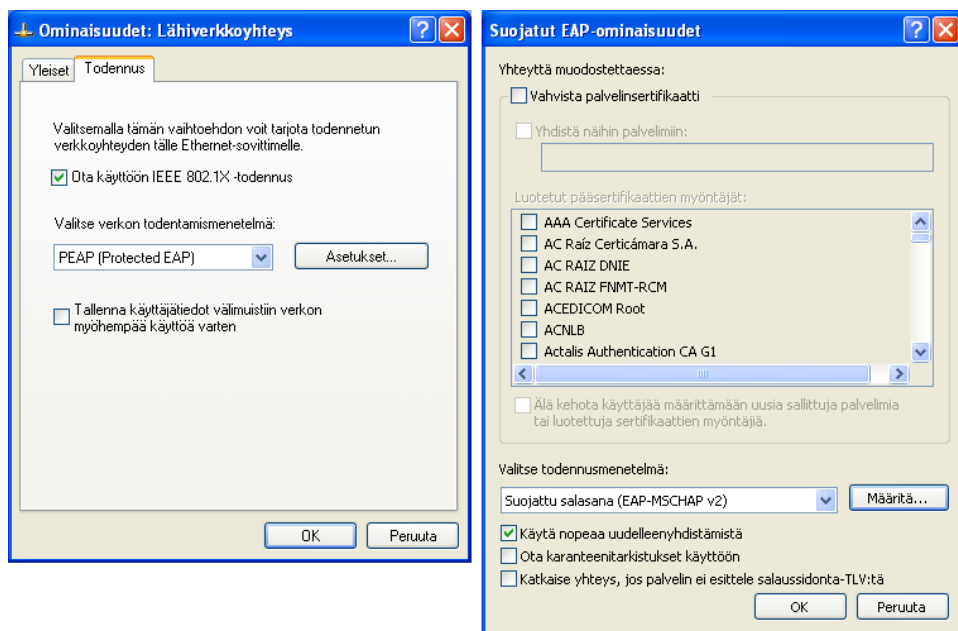 Ominaisuudet: Lähiverkkoyhteys
Yleiset
Todennus
Valitsemalla tämän vaihtoehdon voit tarjota todennetun
verkkoyhteyden tälle Ethernet-sovittimelle.
Ota käyttöön IEEE 802.1X -todennus
Valitse verkon todentamismenetelmä:
PEAP (Protected EAP)
Asetukset...
Tallenna käyttäjätiedot välimuistiin verkon
myöhempää käyttöä varten
OK
Peruuta
Suojatut EAP-ominaisuudet
Yhteyttä muodostettaessa:
Vahvista palvelinsertifikaatti
Yhdistä näihin palvelimiin:
Luotetut pääsertifikaattien myöntäjät:
AAA Certificate Services
AC Raíz Certicámara S.A.
AC RAIZ DNIE
AC RAIZ FNMT-RCM
ACEDICOM Root
ACNLB
Actalis Authentication CA G1
Älä kehota käyttäjää määrittämään uusia sallittuja palvelimia
tai luotettuja sertifikaattien myöntäjiä.
Valitse todennusmenetelmä:
Suojattu salasana (EAP-MSCHAP v2)
Määritä...
Käytä nopeaa uudelleenyhdistämistä
Ota karanteenitarkistukset käyttöön
Katkaise yhteys, jos palvelin ei esittele salaussidonta-TLV:tä
OK
Peruuta